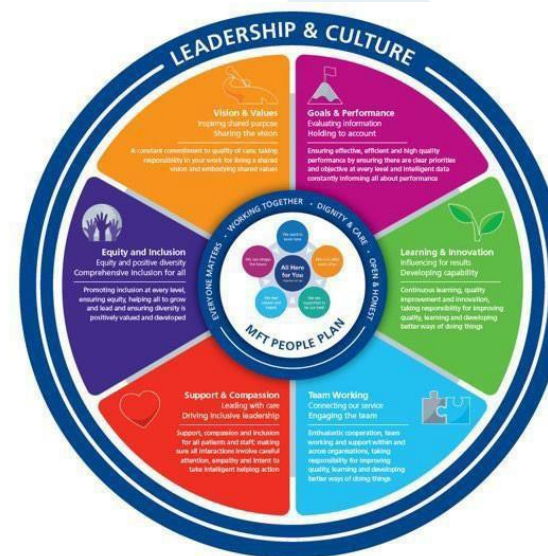 LEADERSHIP & CULTURE
Vision & Values
Inspiring shared purpose
Sharing the vision
A constant commitment to quality of care; taking
responsibility in your work for living a shared
vision and embodying shared values
Goals & Performance
Evaluating information
Holding to account
Ensuring effective, efficient and high quality
performance by ensuring there are clear priorities
and objective at every level and intelligent data
constantly informing all about performance
Equity and Inclusion
Equity and positive diversity
Comprehensive inclusion for all
Promoting inclusion at every level,
ensuring equity, helping all to grow
and lead and ensuring diversity is
positively valued and developed
Learning & Innovation
Influencing for results
Developing capability
Continuous learning, quality
improvement and innovation,
taking responsibility for improving
quality, learning and developing
better ways of doing things
EVERYONE MATTERS • WORKING TOGETHER • DIGNITY & CARE • OPEN & HONEST
All Here
for You
MFT PEOPLE PLAN
Support & Compassion
Leading with care
Driving inclusive leadership
Support, compassion and inclusion
for all patients and staff: making
sure all interactions involve careful
attention, empathy and intent to
take intelligent helping action
Team Working
Connecting our service
Engaging the team
Enthusiastic cooperation, team
working and support within and
across organisations, taking
responsibility for improving
quality, learning and developing
better ways of doing things